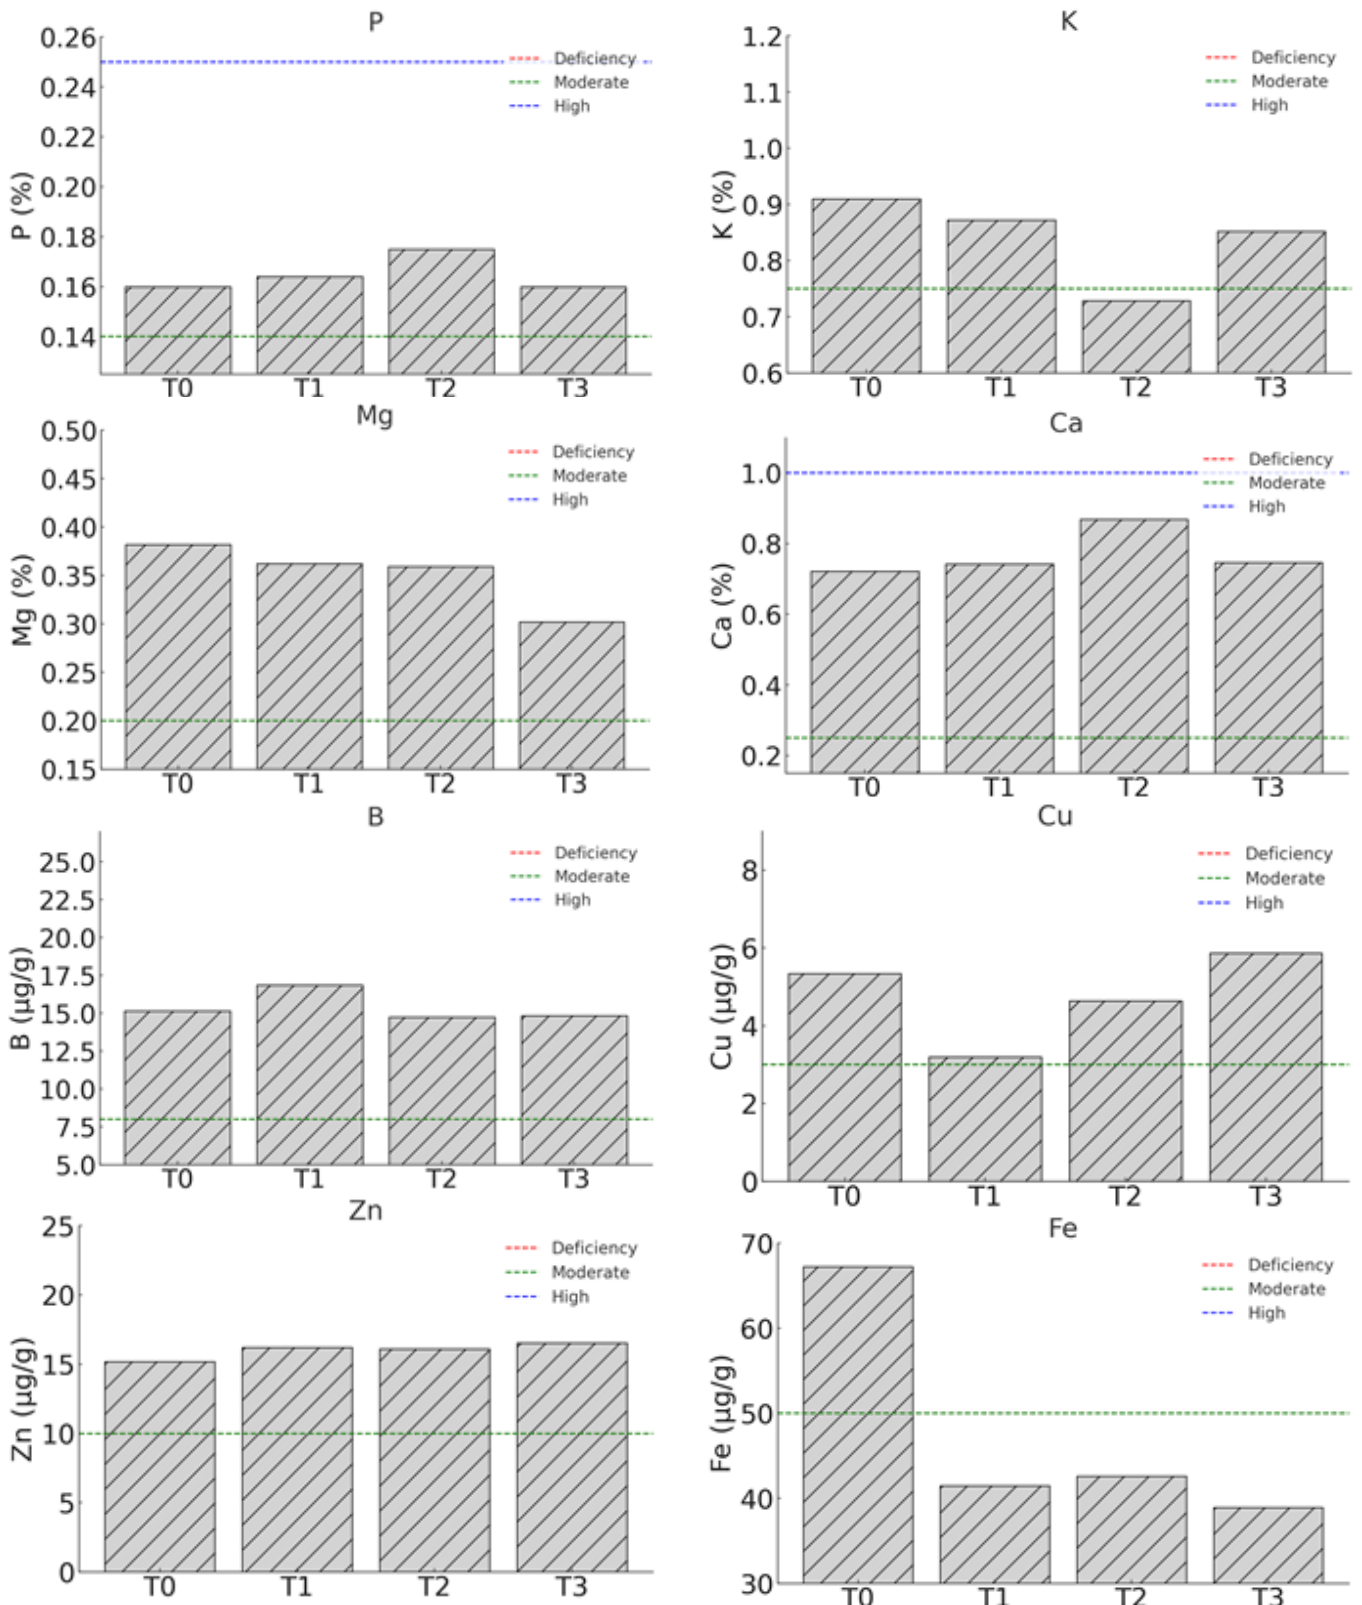 P
0.26
0.24
0.22
0.20
0.18
0.16
0.14
P (%)
Deficiency
Moderate
High
T0 T1 T2 T3
K
1.2
1.1
1.0
0.9
0.8
0.7
0.6
K (%)
Deficiency
Moderate
High
T0 T1 T2 T3
Mg
0.50
0.45
0.40
0.35
0.30
0.25
0.20
0.15
Mg (%)
Deficiency
Moderate
High
T0 T1 T2 T3
Ca
1.0
0.8
0.6
0.4
0.2
Ca (%)
Deficiency
Moderate
High
T0 T1 T2 T3
B
25.0
22.5
20.0
17.5
15.0
12.5
10.0
7.5
5.0
B (μg/g)
Deficiency
Moderate
High
T0 T1 T2 T3
Cu
8
6
4
2
0
Cu (μg/g)
Deficiency
Moderate
High
T0 T1 T2 T3
Zn
25
20
15
10
5
0
Zn (μg/g)
Deficiency
Moderate
High
T0 T1 T2 T3
Fe
70
60
50
40
30
Fe (μg/g)
Deficiency
Moderate
High
T0 T1 T2 T3